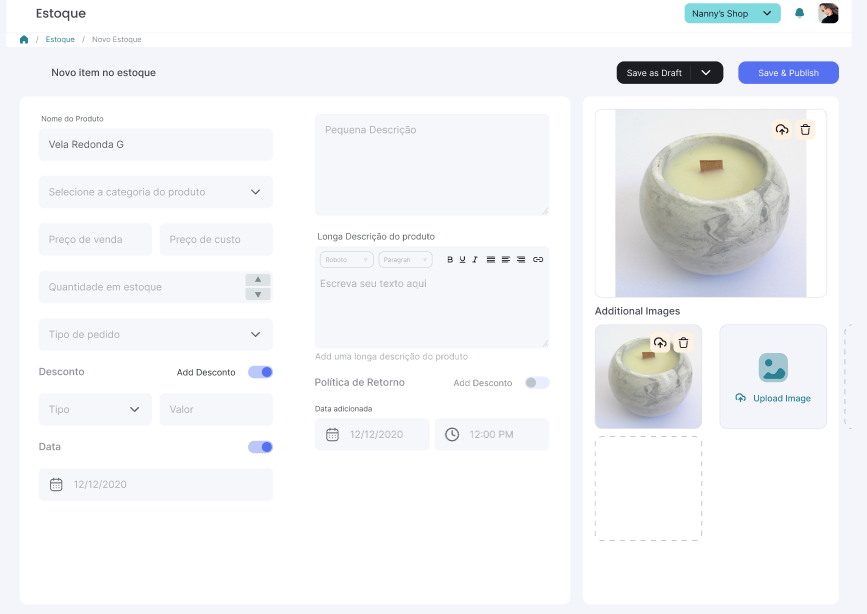 Estoque
Nanny's Shop
/ Estoque / Novo Estoque
Novo item no estoque
Save as Draft
Save & Publish
Nome do Produto
Vela Redonda G
Selecione a categoria do produto
Preço de venda
Preço de custo
Quantidade em estoque
Tipo de pedido
Desconto
Add Desconto
Tipo
Valor
Data
12/12/2020
Pequena Descrição
Longa Descrição do produto
Roboto
Paragrah
B U I
Escreva seu texto aqui
Add uma longa descrição do produto
Política de Retorno
Add Desconto
Data adicionada
12/12/2020
12:00 PM
Additional Images
Upload Image